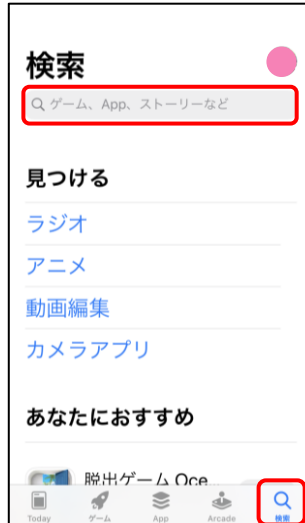 検索
ゲーム、App、ストーリーなど
見つける
ラジオ
アニメ
動画編集
カメラアプリ
あなたにおすすめ
脱出ゲーム Oce...
Today
ゲーム
App
Arcade
検索